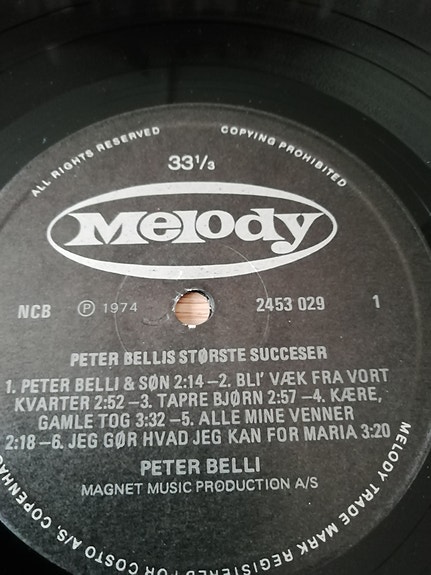 ALL RIGHTS RESERVED
COPYING PROHIBITED
33 1/3
Melody
NCB ℗ 1974 2453 029 1
PETER BELLIS STØRSTE SUCCESER
1. PETER BELLI & SØN 2:14 –2. BLI' VÆK FRA VORT
KVARTER 2:52 –3. TAPRE BJØRN 2:57 –4. KÆRE,
GAMLE TOG 3:32 –5. ALLE MINE VENNER
2:18 –6. JEG GØR HVAD JEG KAN FOR MARIA 3:20
PETER BELLI
MAGNET MUSIC PRODUCTION A/S
MELODY TRADE MARK REGISTERED FOR COSTO A/S, COPENHAG